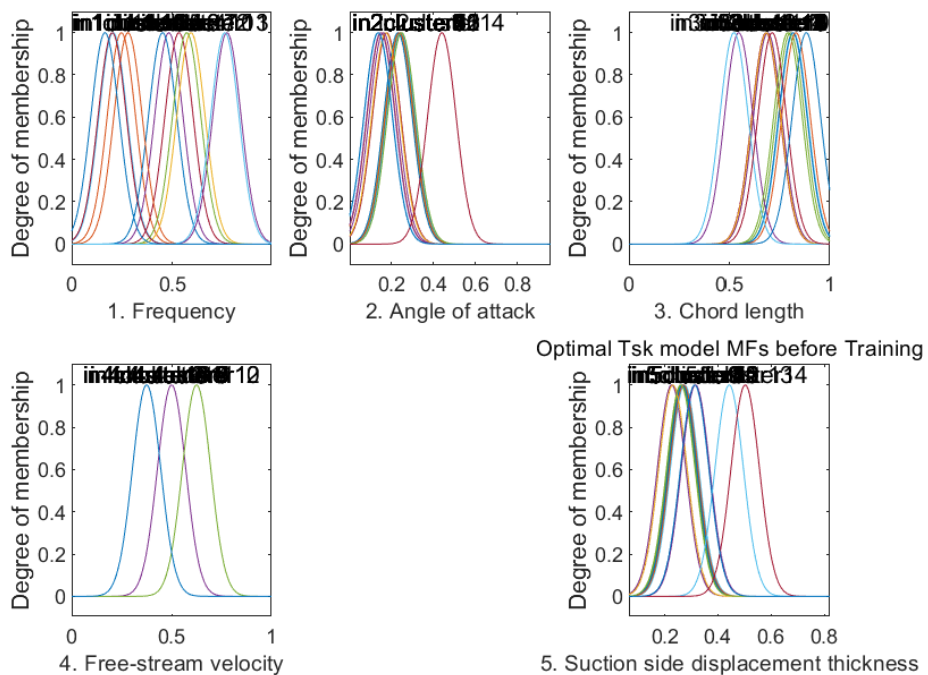 Degree of membership
1
0.8
0.6
0.4
0.2
0
0 0.5 1
1. Frequency
Degree of membership
1
0.8
0.6
0.4
0.2
0
0.2 0.4 0.6 0.8
2. Angle of attack
Degree of membership
1
0.8
0.6
0.4
0.2
0
0 0.5 1
3. Chord length
Degree of membership
1
0.8
0.6
0.4
0.2
0
0 0.5 1
4. Free-stream velocity
Optimal Tsk model MFs before Training
Degree of membership
1
0.8
0.6
0.4
0.2
0
0.2 0.4 0.6 0.8
5. Suction side displacement thickness